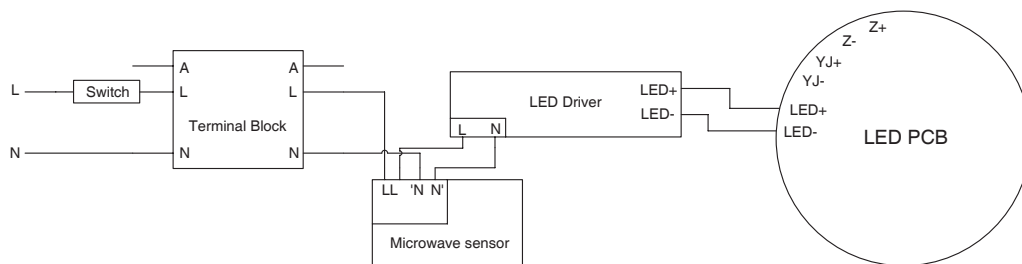 Z+
Z-
A
A
YJ+
YJ-
L
Switch
L
L
LED+
LED Driver
LED+
LED-
Terminal Block
L
N
LED-
LED PCB
N
N
N
LL
'N
N'
Microwave sensor